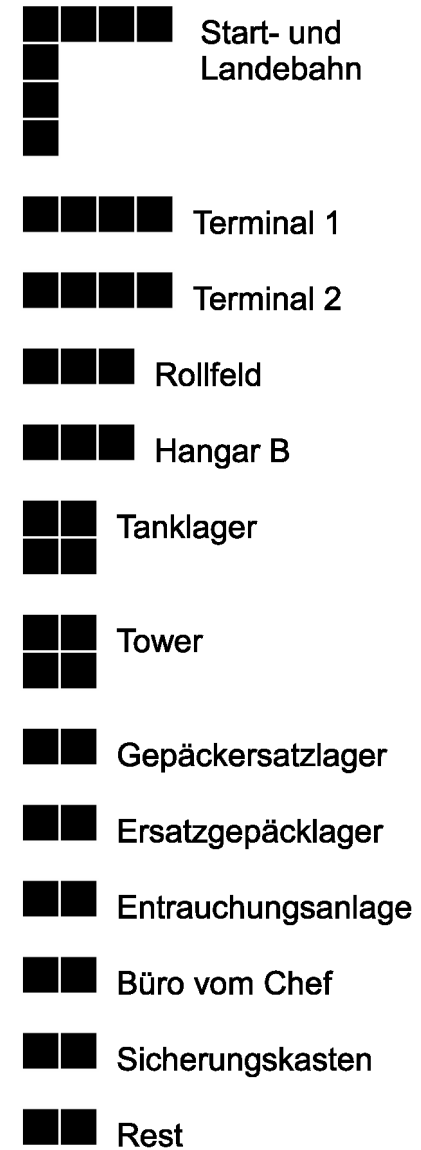 Start- und
Landebahn
Terminal 1
Terminal 2
Rollfeld
Hangar B
Tanklager
Tower
Gepäckersatzlager
Ersatzgepäcklager
Entrauchungsanlage
Büro vom Chef
Sicherungskasten
Rest